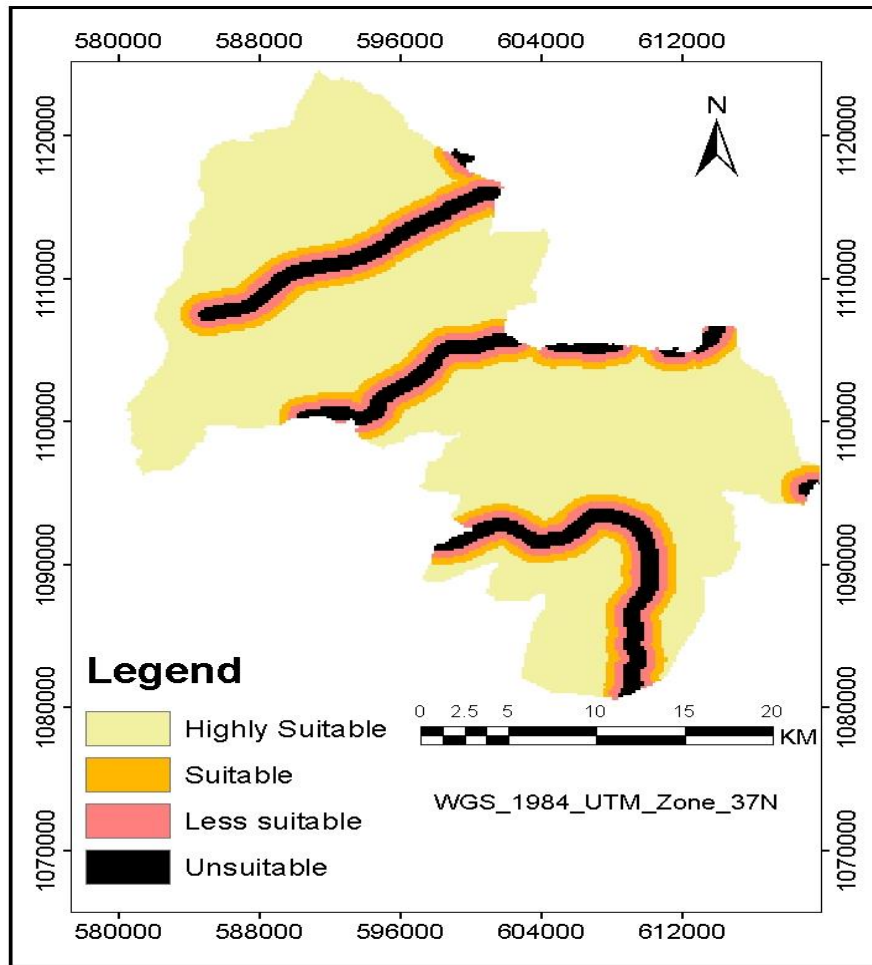 580000 588000 596000 604000 612000
N
1120000
1120000
1110000
1110000
1100000
1100000
1090000
1090000
1080000
1080000
1070000
1070000
Legend
Highly Suitable
Suitable
Less suitable
Unsuitable
0 2.5 5 10 15 20
KM
WGS_1984_UTM_Zone_37N
580000 588000 596000 604000 612000